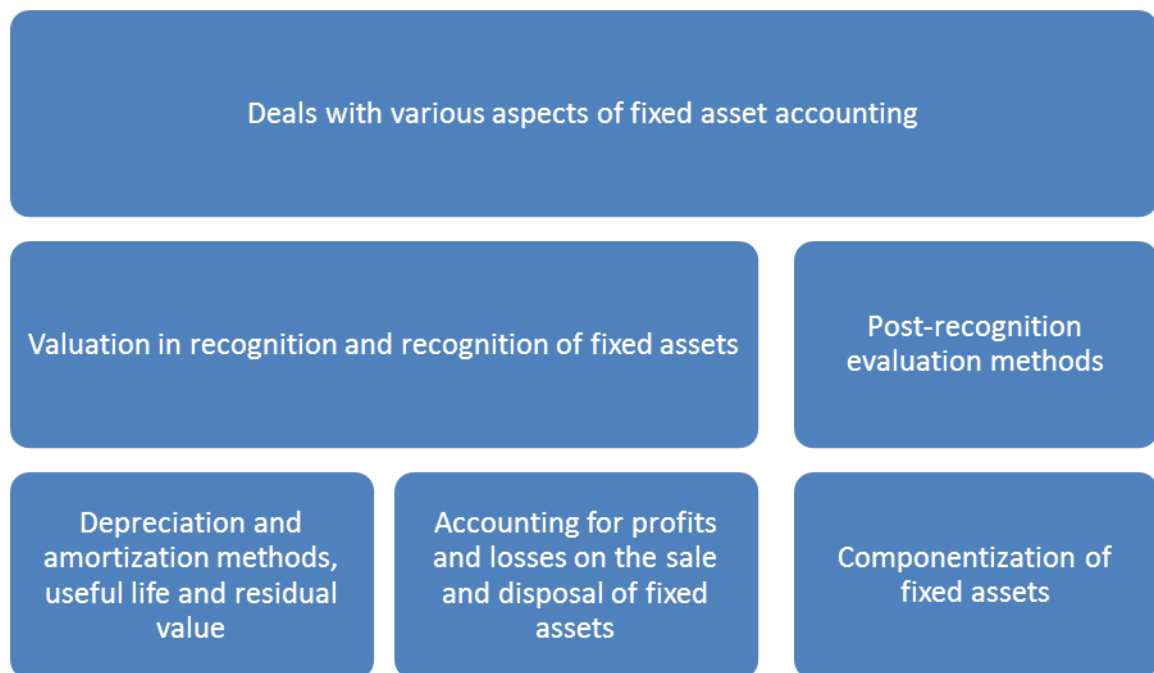 Deals with various aspects of fixed asset accounting
Valuation in recognition and recognition of fixed assets
Post-recognition
evaluation methods
Depreciation and
amortization methods,
useful life and residual
value
Accounting for profits
and losses on the sale
and disposal of fixed
assets
Componentization of
fixed assets